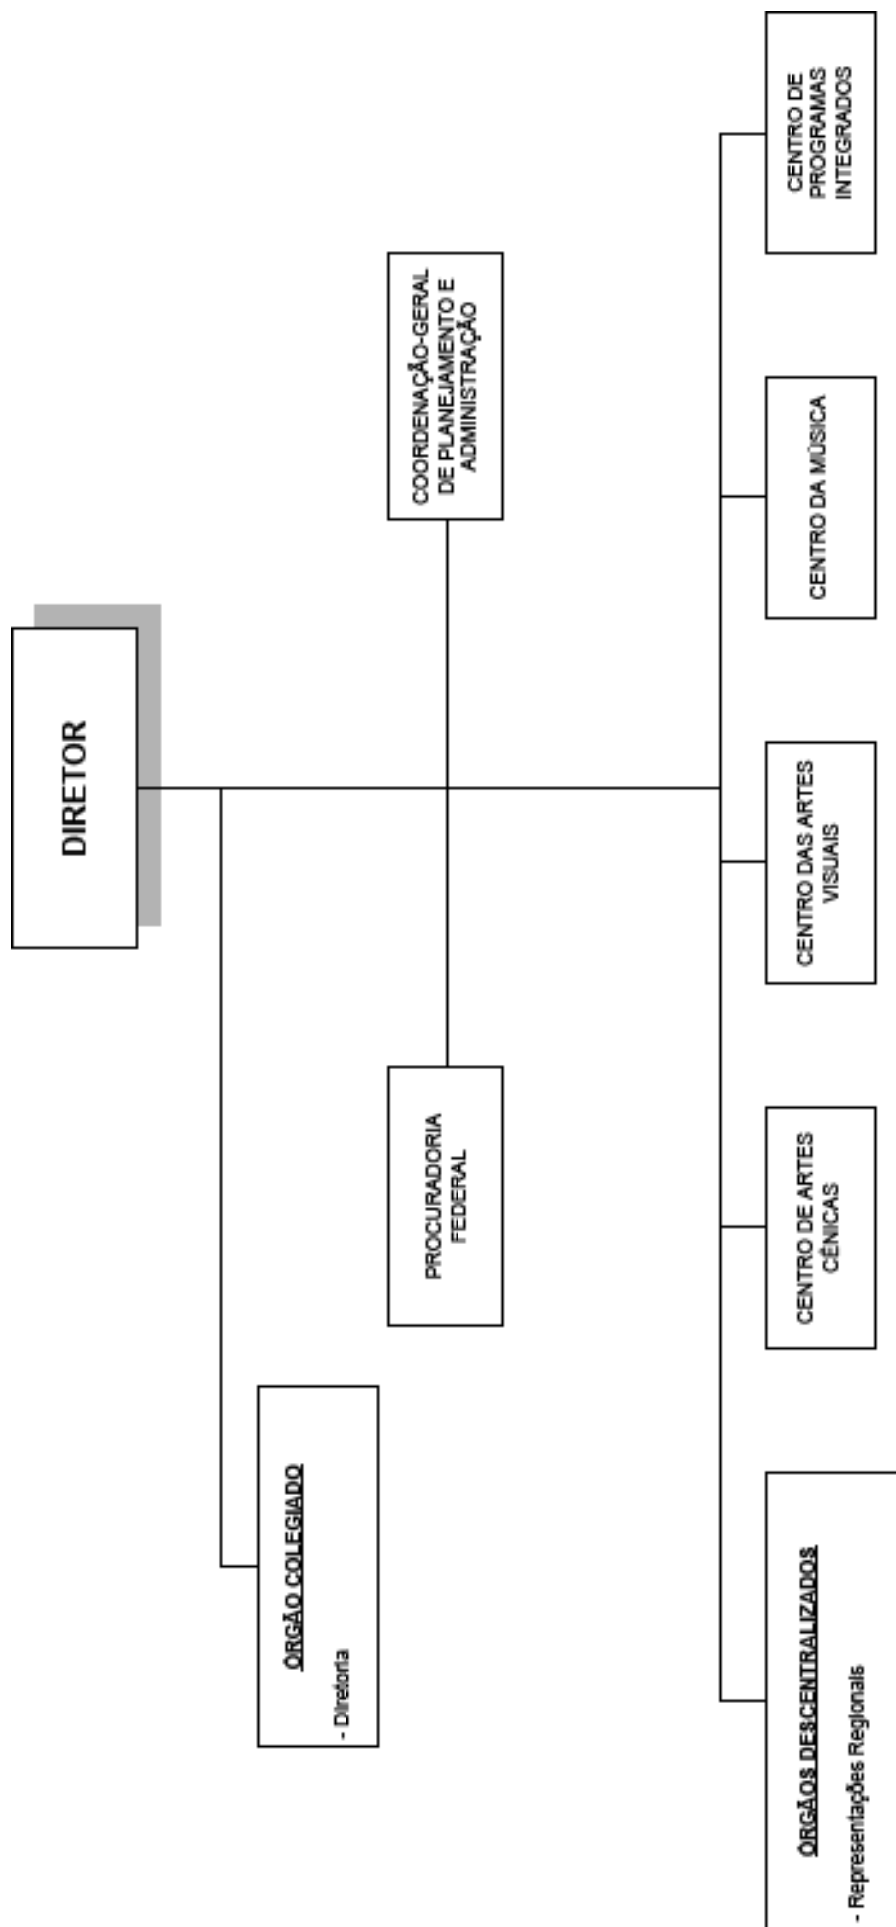 DIRETOR
ÓRGÃO COLEGIADO
- Diretoria
PROCURADORIA
FEDERAL
COORDENAÇÃO-GERAL
DE PLANEJAMENTO E
ADMINISTRAÇÃO
ÓRGÃOS DESCENTRALIZADOS
- Representações Regionais
CENTRO DE ARTES
CÊNICAS
CENTRO DAS ARTES
VISUAIS
CENTRO DA MÚSICA
CENTRO DE
PROGRAMAS
INTEGRADOS